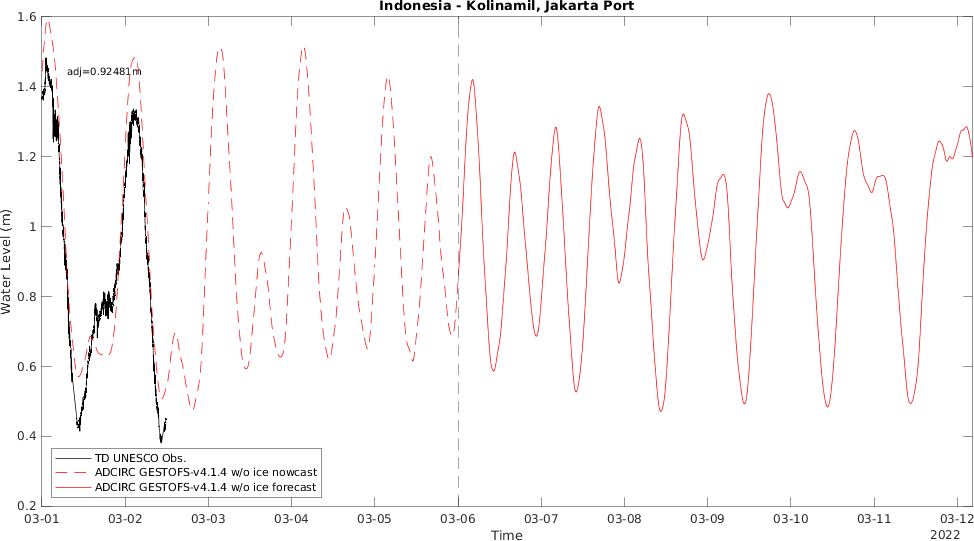 Indonesia - Kolinamil, Jakarta Port
adj=0.92481m
Water Level (m)
1.6
1.4
1.2
1
0.8
0.6
0.4
0.2
TD UNESCO Obs.
ADCIRC GESTOFS-v4.1.4 w/o ice nowcast
ADCIRC GESTOFS-v4.1.4 w/o ice forecast
03-01 03-02 03-03 03-04 03-05 03-06 03-07 03-08 03-09 03-10 03-11 03-12
Time
2022